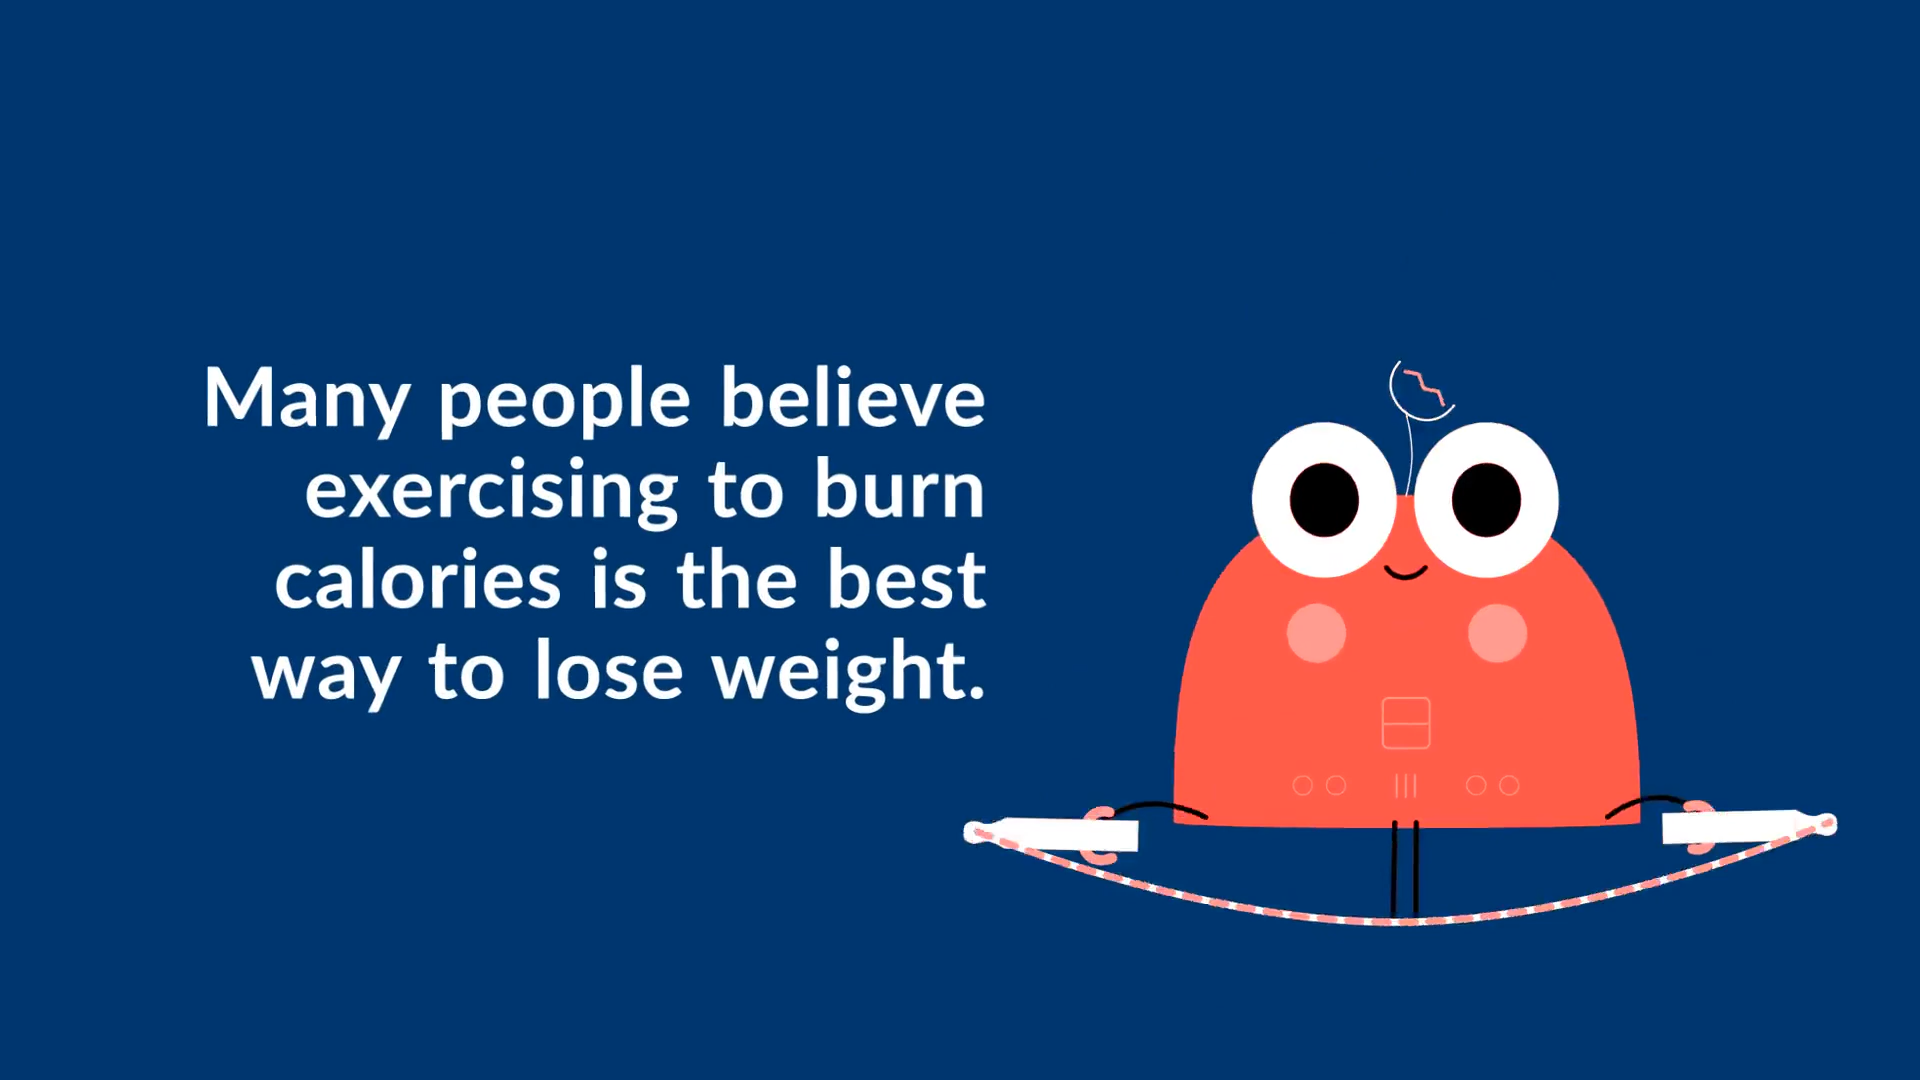 Many people believe
exercising to burn
calories is the best
way to lose weight.